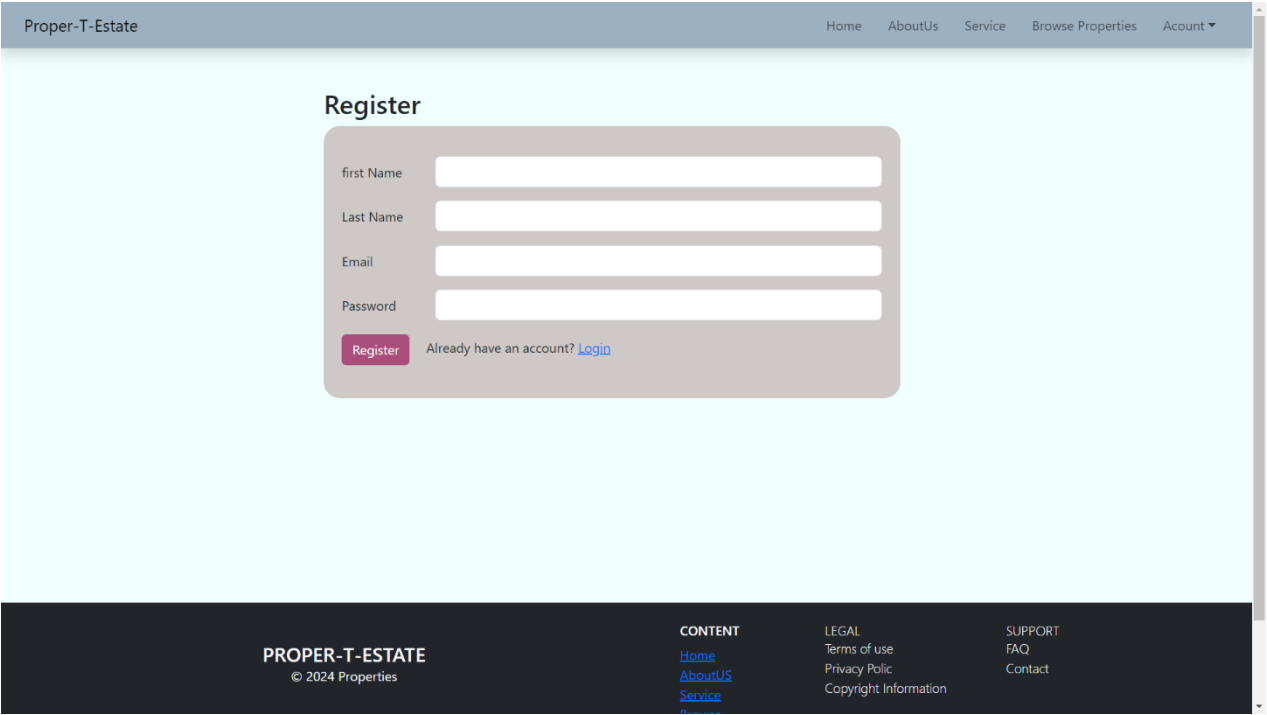 Proper-T-Estate
Home AboutUs Service Browse Properties Acount
Register
first Name
Last Name
Email
Password
Register Already have an account? Login
PROPER-T-ESTATE
© 2024 Properties
CONTENT
Home
AboutUS
Service
Browse
LEGAL
Terms of use
Privacy Polic
Copyright Information
SUPPORT
FAQ
Contact